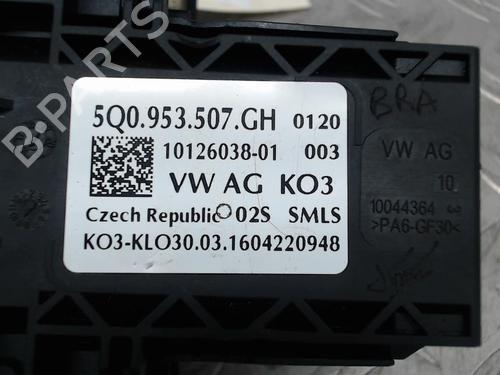 B-PARTS
5Q0.953.507.GH 0120
10126038-01 003
VW AG KO3
Czech Republic 02S SMLS
KO3-KLO30.03.1604220948
BRA
VW AG
10
10044364
>PA6-GF30<